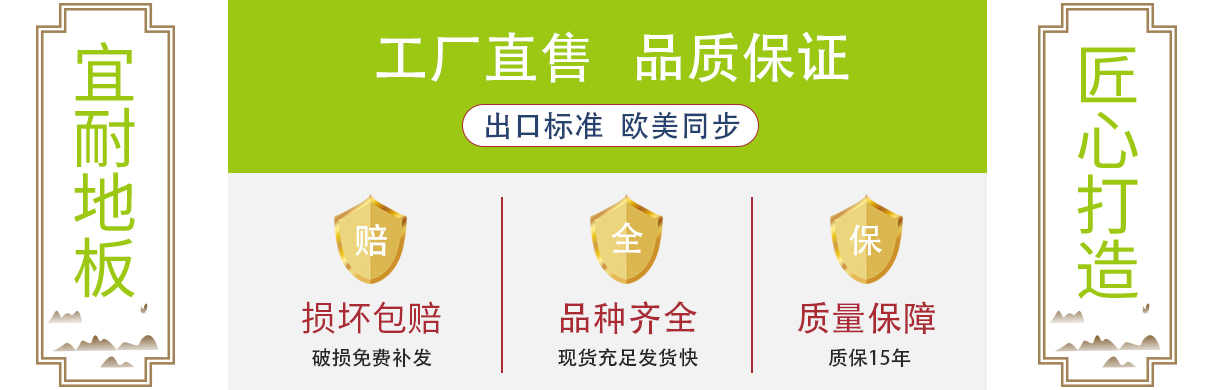 宜耐地板
工厂直售 品质保证
出口标准 欧美同步
赔
损坏包赔
破损免费补发
全
品种齐全
现货充足发货快
保
质量保障
质保15年
匠心打造